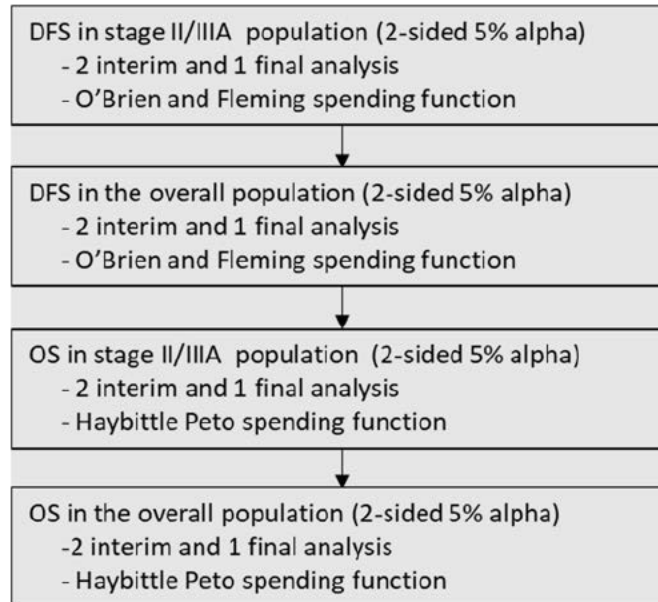 DFS in stage II/IIIA population (2-sided 5% alpha)
- 2 interim and 1 final analysis
- O'Brien and Fleming spending function
DFS in the overall population (2-sided 5% alpha)
- 2 interim and 1 final analysis
- O'Brien and Fleming spending function
OS in stage II/IIIA population (2-sided 5% alpha)
- 2 interim and 1 final analysis
- Haybittle Peto spending function
OS in the overall population (2-sided 5% alpha)
-2 interim and 1 final analysis
- Haybittle Peto spending function